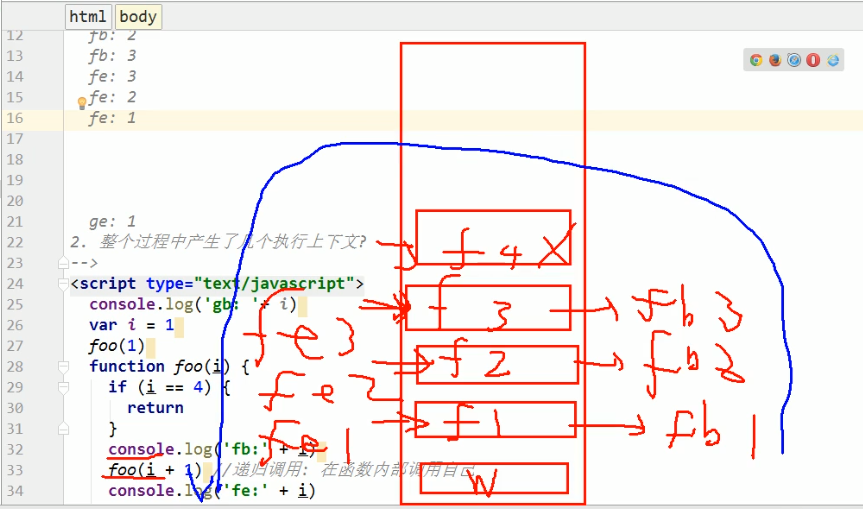 html body
12 fb: 2
13 fb: 3
14 fe: 3
15 fe: 2
16 fe: 1
17
18
19
20
21 ge: 1
22 2. 整个过程中产生了几个执行上下文?
23 -->
24 <script type="text/javascript">
25 console.log('gb: '+ i)
26 var i = 1
27 foo(1)
28 function foo(i) {
29 if (i == 4) {
30 return
31 }
32 console.log('fb:' + i)
33 foo(i + 1) //递归调用: 在函数内部调用自己
34 console.log('fe:' + i)
f 4 X
f 3
fb 3
fe 3
f 2
fb 2
fe 2
f 1
fb 1
fe 1
W